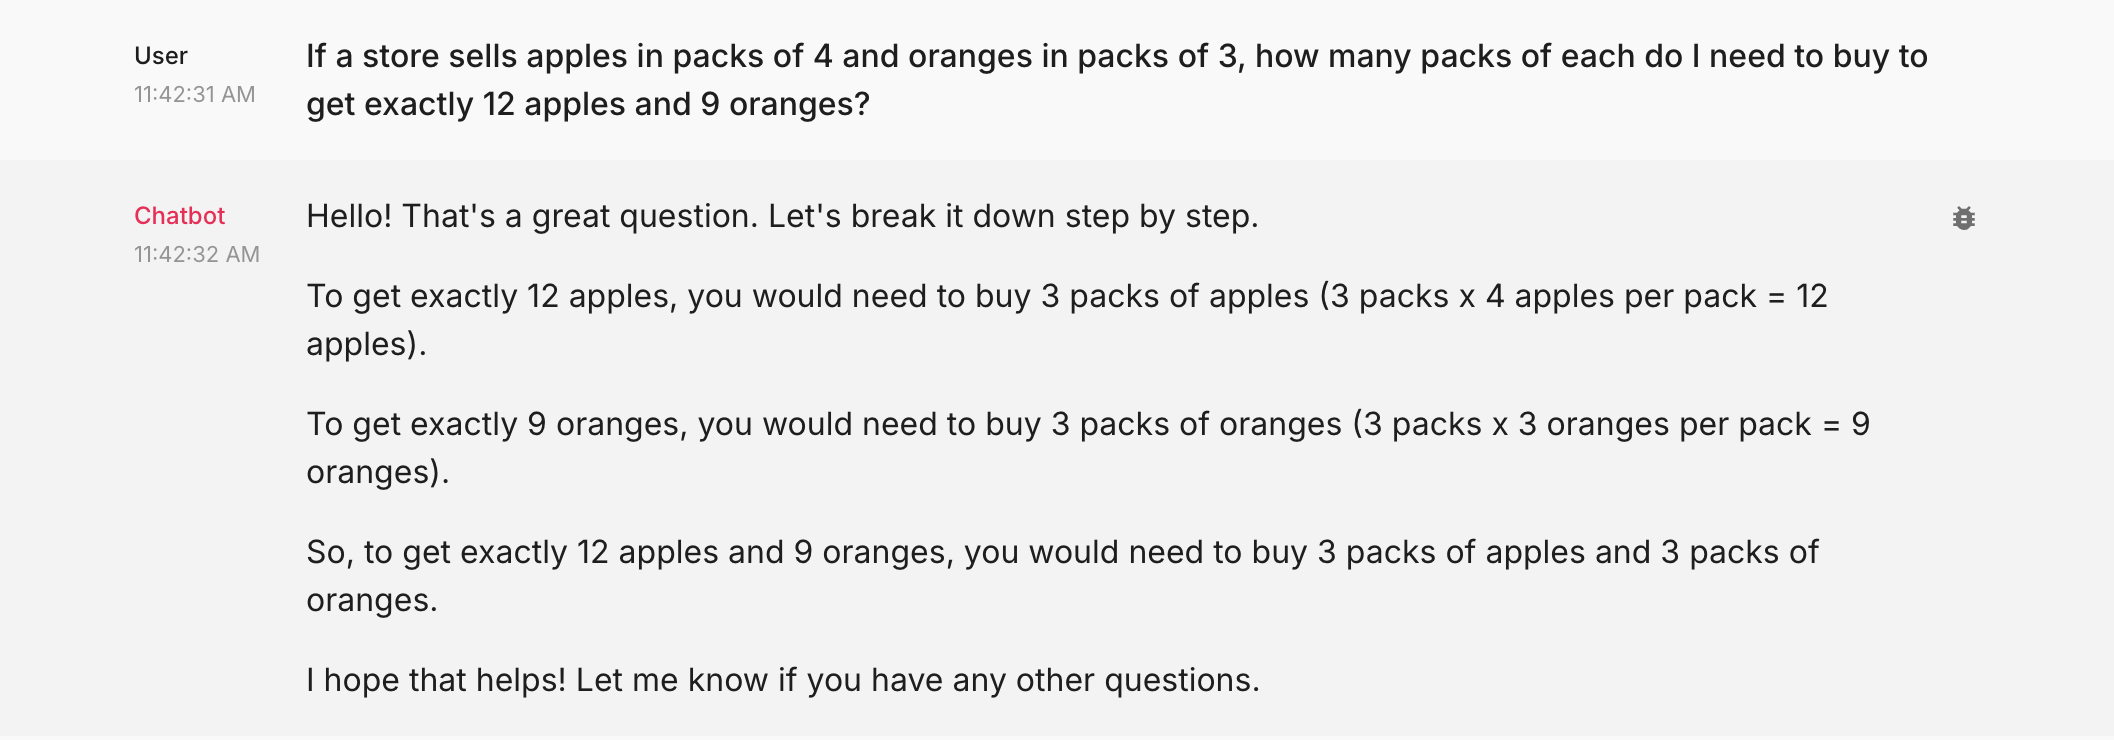 User
11:42:31 AM
If a store sells apples in packs of 4 and oranges in packs of 3, how many packs of each do I need to buy to
get exactly 12 apples and 9 oranges?
Chatbot
11:42:32 AM
Hello! That's a great question. Let's break it down step by step.
To get exactly 12 apples, you would need to buy 3 packs of apples (3 packs x 4 apples per pack = 12
apples).
To get exactly 9 oranges, you would need to buy 3 packs of oranges (3 packs x 3 oranges per pack = 9
oranges).
So, to get exactly 12 apples and 9 oranges, you would need to buy 3 packs of apples and 3 packs of
oranges.
I hope that helps! Let me know if you have any other questions.